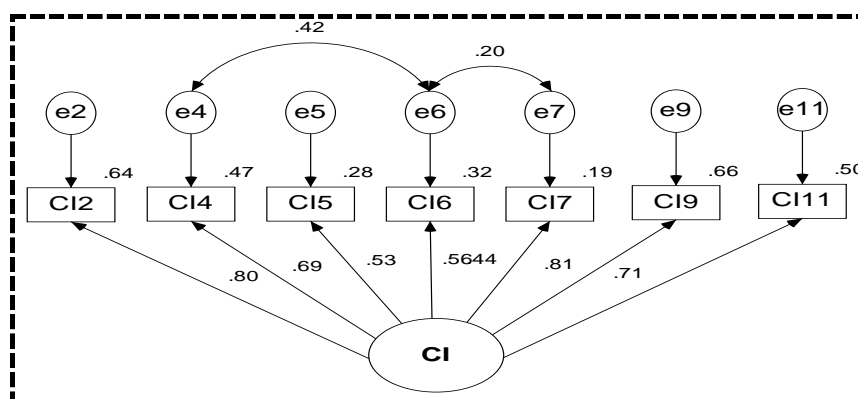 .42
.20
e2 e4 e5 e6 e7 e9 e11
.64 .47 .28 .32 .19 .66 .50
CI2 CI4 CI5 CI6 CI7 CI9 CI11
.80 .69 .53 .5644 .81 .71
CI